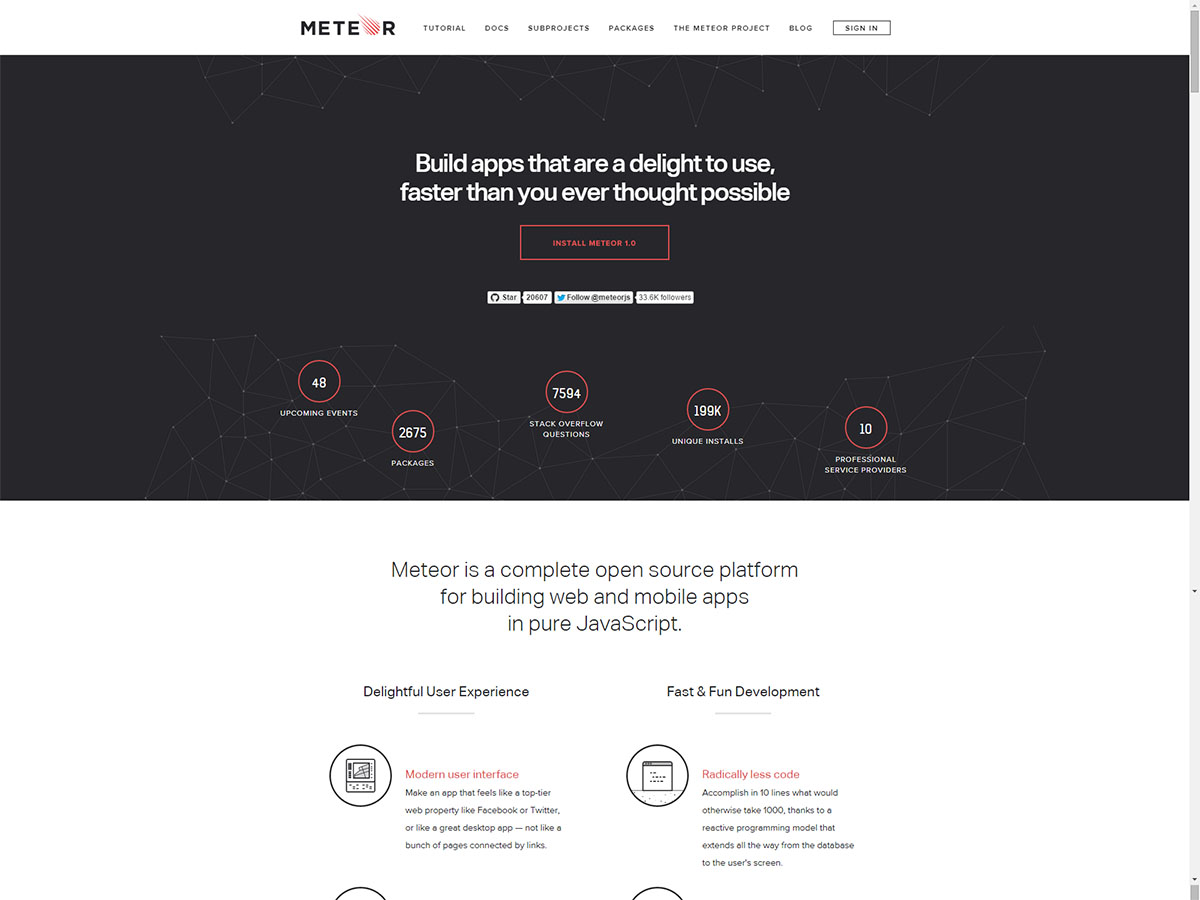 METEOR
TUTORIAL DOCS SUBPROJECTS PACKAGES THE METEOR PROJECT BLOG SIGN IN
Build apps that are a delight to use,
faster than you ever thought possible
INSTALL METEOR 1.0
Star 20607 Follow @meteorjs 33.6K followers
48
UPCOMING EVENTS
2675
PACKAGES
7594
STACK OVERFLOW
QUESTIONS
199K
UNIQUE INSTALLS
10
PROFESSIONAL
SERVICE PROVIDERS
Meteor is a complete open source platform
for building web and mobile apps
in pure JavaScript.
Delightful User Experience
Modern user interface
Make an app that feels like a top-tier
web property like Facebook or Twitter,
or like a great desktop app — not like a
bunch of pages connected by links.
Fast & Fun Development
Radically less code
Accomplish in 10 lines what would
otherwise take 1000, thanks to a
reactive programming model that
extends all the way from the database
to the user's screen.